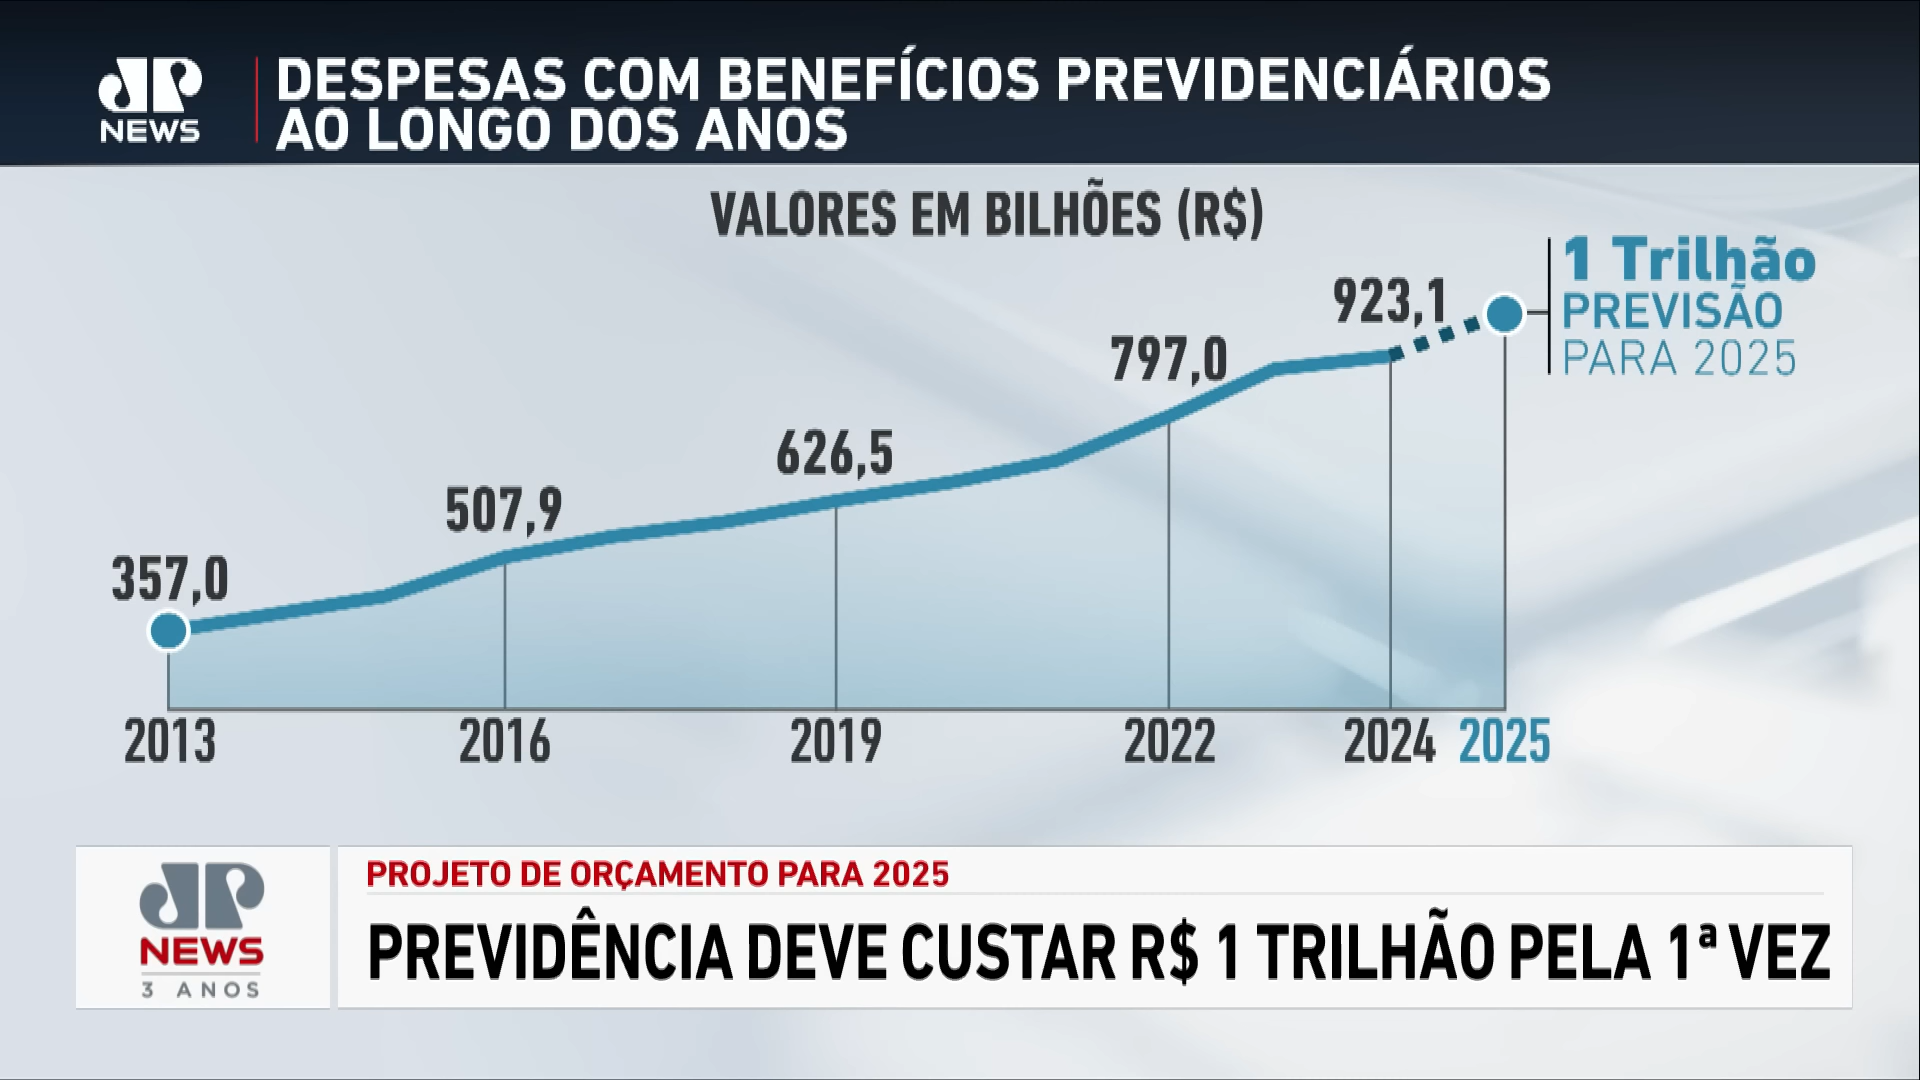 JP
NEWS
DESPESAS COM BENEFÍCIOS PREVIDENCIÁRIOS
AO LONGO DOS ANOS
VALORES EM BILHÕES (R$)
357,0
507,9
626,5
797,0
923,1
1 Trilhão
PREVISÃO
PARA 2025
2013
2016
2019
2022
2024
2025
JP
NEWS
3 ANOS
PROJETO DE ORÇAMENTO PARA 2025
PREVIDÊNCIA DEVE CUSTAR R$ 1 TRILHÃO PELA 1ª VEZ